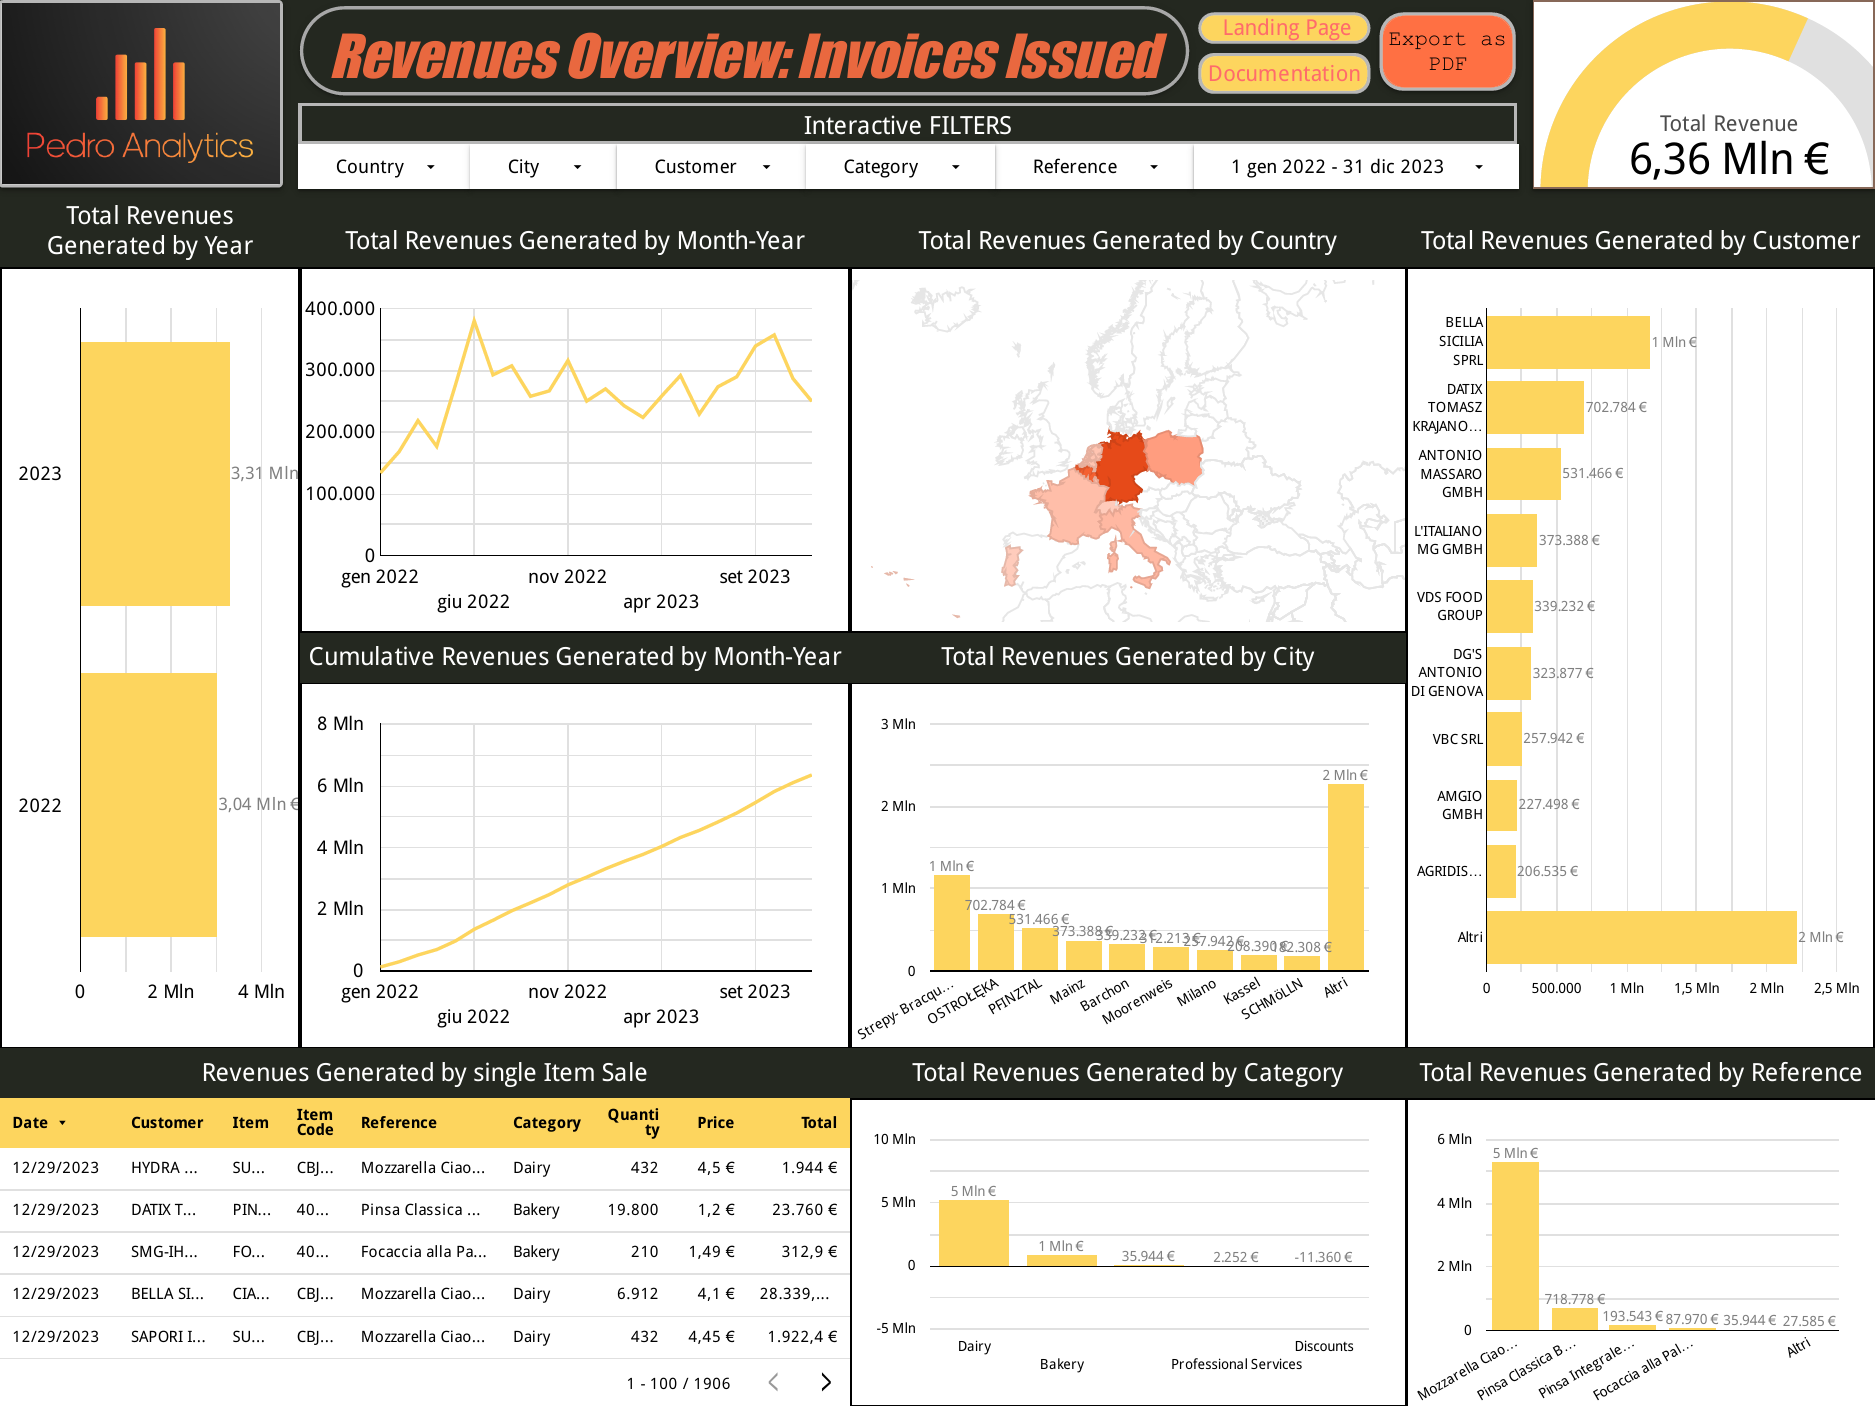 Pedro Analytics
Revenues Overview: Invoices Issued
Landing Page
Documentation
Export as
PDF
Total Revenue
6,36 Mln €
Interactive FILTERS
Country
City
Customer
Category
Reference
1 gen 2022 - 31 dic 2023
Total Revenues
Generated by Year
2023
3,31 Mln
2022
3,04 Mln €
0
2 Mln
4 Mln
Total Revenues Generated by Month-Year
400.000
300.000
200.000
100.000
0
gen 2022
giu 2022
nov 2022
apr 2023
set 2023
Total Revenues Generated by Country
Total Revenues Generated by Customer
BELLA
SICILIA
SPRL
1 Mln €
DATIX
TOMASZ
KRAJANO...
702.784 €
ANTONIO
MASSARO
GMBH
531.466 €
L'ITALIANO
MG GMBH
373.388 €
VDS FOOD
GROUP
339.232 €
DG'S
ANTONIO
DI GENOVA
323.877 €
VBC SRL
257.942 €
AMGIO
GMBH
227.498 €
AGRIDIS...
206.535 €
Altri
2 Mln €
0
500.000
1 Mln
1,5 Mln
2 Mln
2,5 Mln
Cumulative Revenues Generated by Month-Year
8 Mln
6 Mln
4 Mln
2 Mln
0
gen 2022
giu 2022
nov 2022
apr 2023
set 2023
Total Revenues Generated by City
3 Mln
2 Mln
1 Mln
0
1 Mln €
702.784 €
531.466 €
373.388 €
339.232 €
312.213 €
257.942 €
208.390 €
182.308 €
2 Mln €
Strepy- Bracqu...
OSTROŁĘKA
PFINZTAL
Mainz
Barchon
Moorenweis
Milano
Kassel
SCHMöLLN
Altri
Revenues Generated by single Item Sale
Date Customer Item Item Code Reference Category Quantity Price Total
12/29/2023 HYDRA ... SU... CBJ... Mozzarella Ciao... Dairy 432 4,5 € 1.944 €
12/29/2023 DATIX T... PIN... 40... Pinsa Classica ... Bakery 19.800 1,2 € 23.760 €
12/29/2023 SMG-IH... FO... 40... Focaccia alla Pa... Bakery 210 1,49 € 312,9 €
12/29/2023 BELLA SI... CIA... CBJ... Mozzarella Ciao... Dairy 6.912 4,1 € 28.339,...
12/29/2023 SAPORI I... SU... CBJ... Mozzarella Ciao... Dairy 432 4,45 € 1.922,4 €
1 - 100 / 1906
Total Revenues Generated by Category
10 Mln
5 Mln
0
-5 Mln
5 Mln €
1 Mln €
35.944 €
2.252 €
-11.360 €
Dairy
Bakery
Professional Services
Discounts
Total Revenues Generated by Reference
6 Mln
4 Mln
2 Mln
0
5 Mln €
718.778 €
193.543 €
87.970 €
35.944 €
27.585 €
Mozzarella Ciao...
Pinsa Classica B...
Pinsa Integrale...
Focaccia alla Pal...
Altri